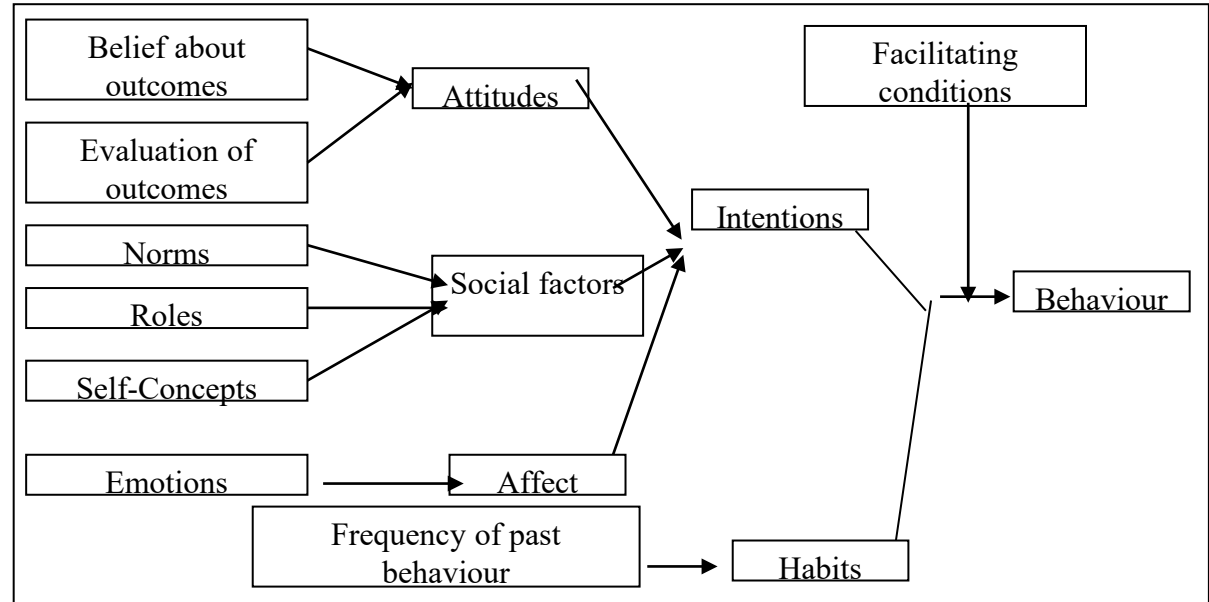 Belief about
outcomes
Evaluation of
outcomes
Norms
Roles
Self-Concepts
Emotions
Frequency of past
behaviour
Attitudes
Social factors
Affect
Habits
Intentions
Facilitating
conditions
Behaviour